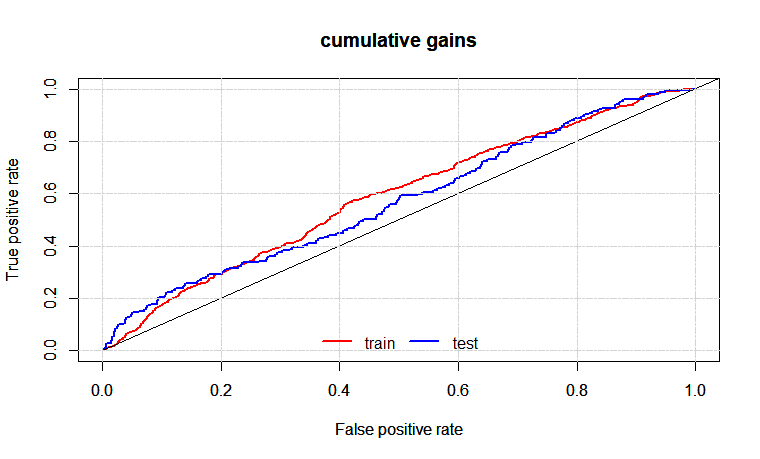 cumulative gains
True positive rate
1.0
0.8
0.6
0.4
0.2
0.0
train test
0.0 0.2 0.4 0.6 0.8 1.0
False positive rate